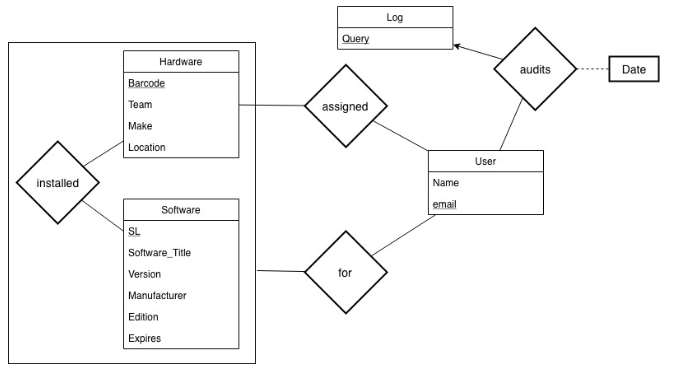 Log
Query
Hardware
Barcode
Team
Make
Location
assigned
audits
Date
User
Name
email
installed
Software
SL
Software_Title
Version
Manufacturer
Edition
Expires
for